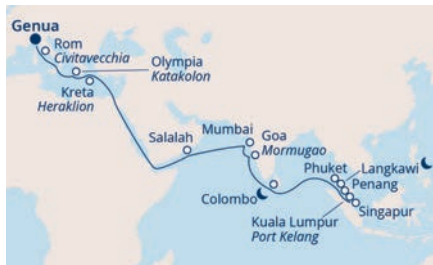 Genua
Rom
Civitavecchia
Olympia
Katakolon
Kreta
Heraklion
Salalah
Mumbai
Goa
Mormugao
Phuket
Langkawi
Penang
Colombo
Kuala Lumpur
Port Kelang
Singapur